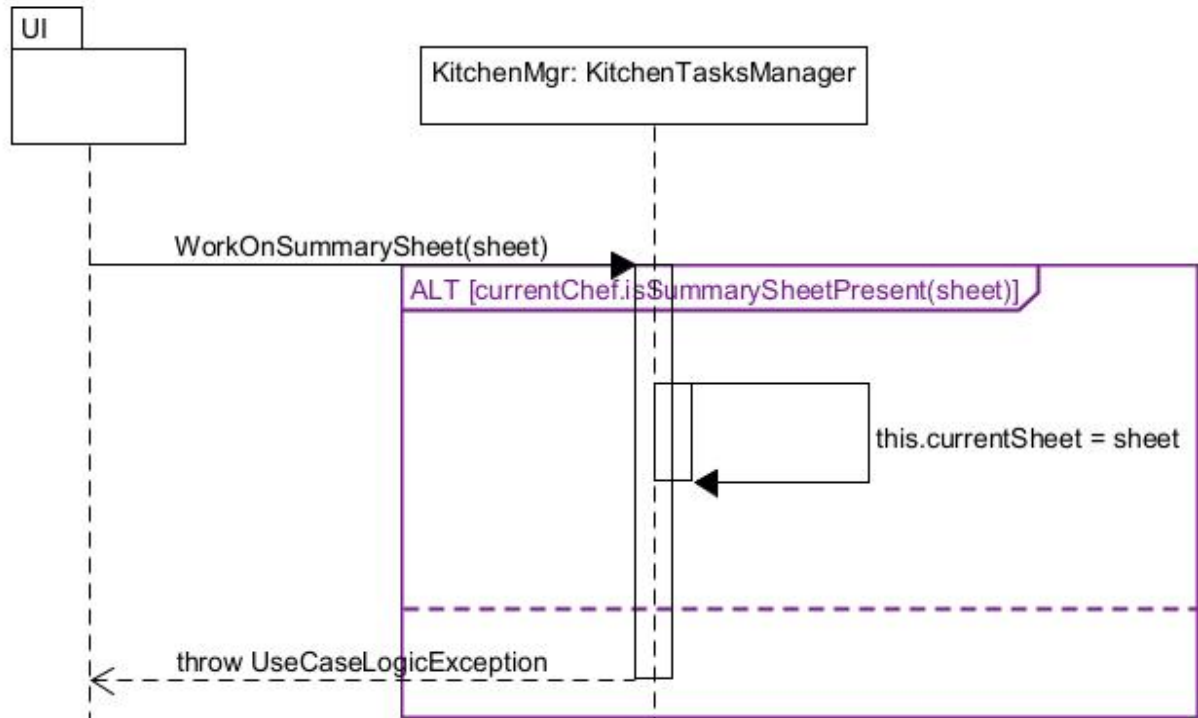 UI
KitchenMgr: KitchenTasksManager
WorkOnSummarySheet(sheet)
ALT [currentChef.isSummarySheetPresent(sheet)]
this.currentSheet = sheet
throw UseCaseLogicException